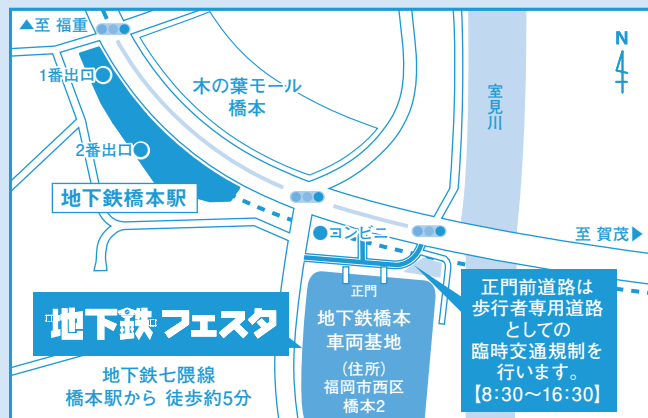 ▲至 福重
1番出口
木の葉モール
橋本
N
室見川
2番出口
地下鉄橋本駅
コンビニ
至 賀茂▶
正門
地下鉄フェスタ
地下鉄橋本
車両基地
(住所)
福岡市西区
橋本2
正門前道路は
歩行者専用道路
としての
臨時交通規制を
行います。
【8:30〜16:30】
地下鉄七隈線
橋本駅から 徒歩約5分